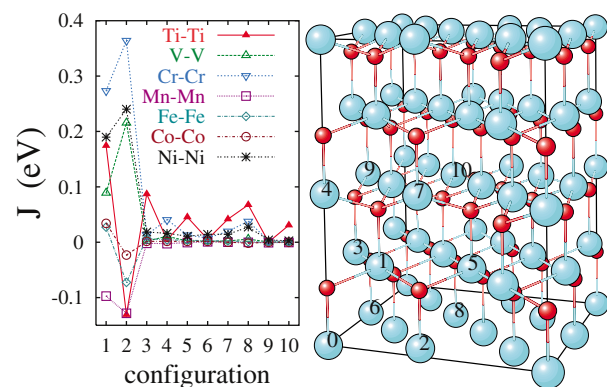 J (eV)
0.4
0.3
0.2
0.1
0
-0.1
Ti-Ti
V-V
Cr-Cr
Mn-Mn
Fe-Fe
Co-Co
Ni-Ni
1 2 3 4 5 6 7 8 9 10
configuration
9 10
4 7
3 1 5
6 8
0 2